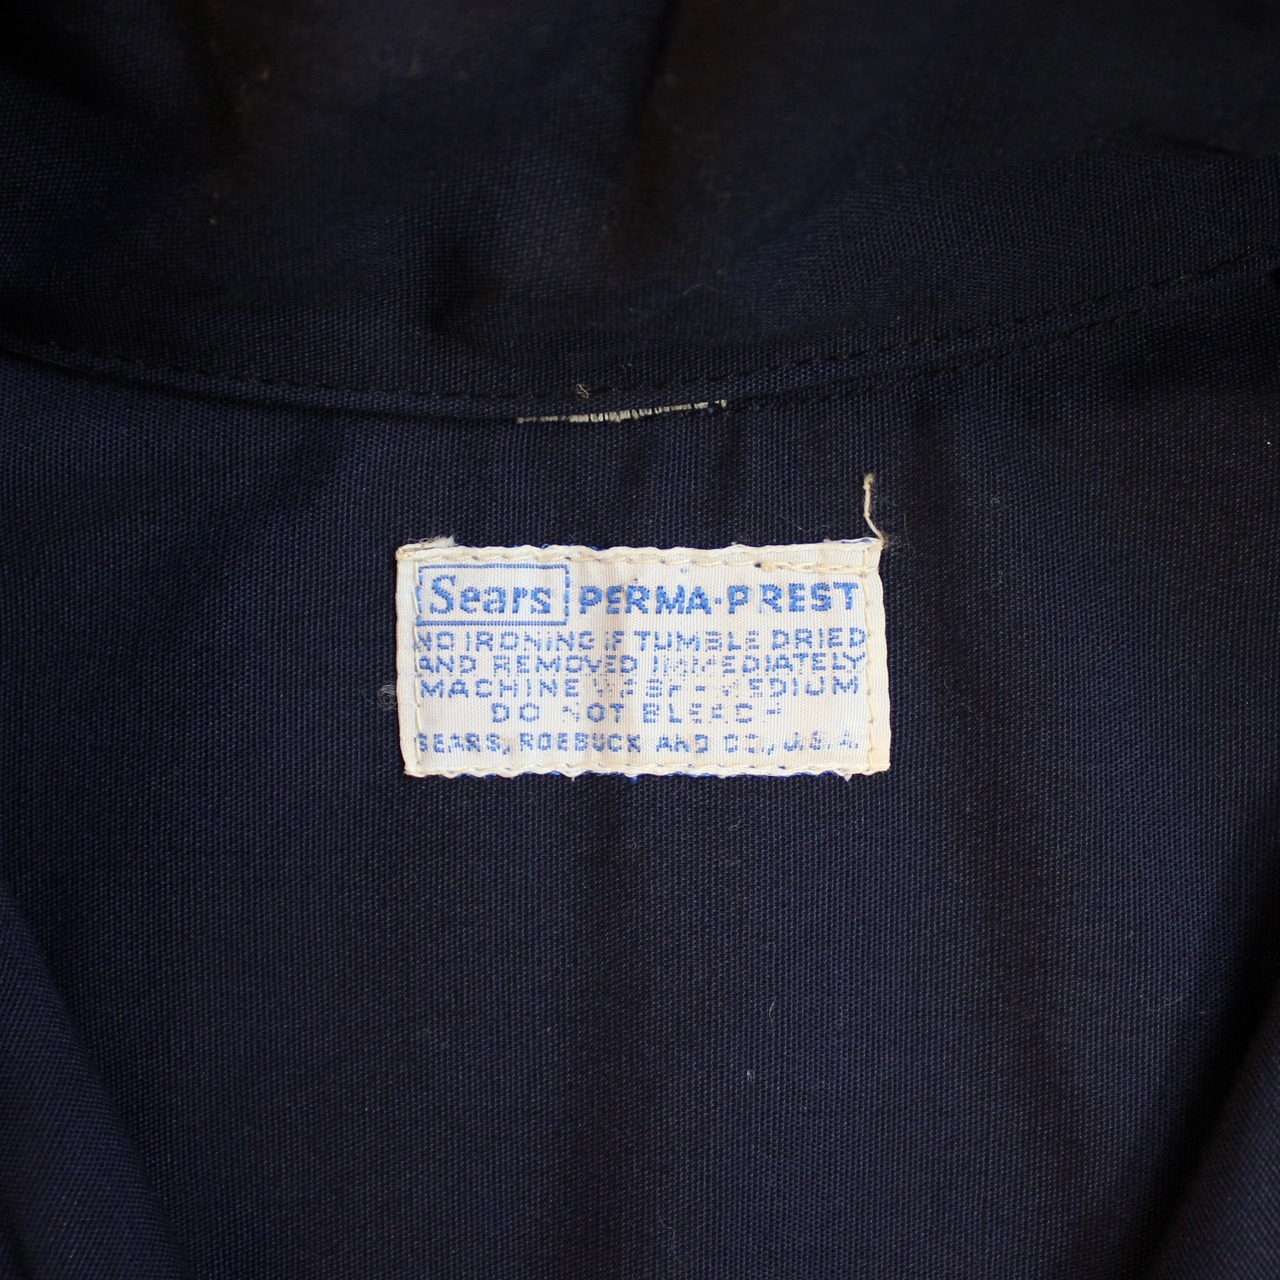 Sears PERMA-PREST
NO IRONING IF TUMBLE DRIED
AND REMOVED IMMEDIATELY
MACHINE WASH-MEDIUM
DO NOT BLEACH
SEARS, ROEBUCK AND CO., U.S.A.